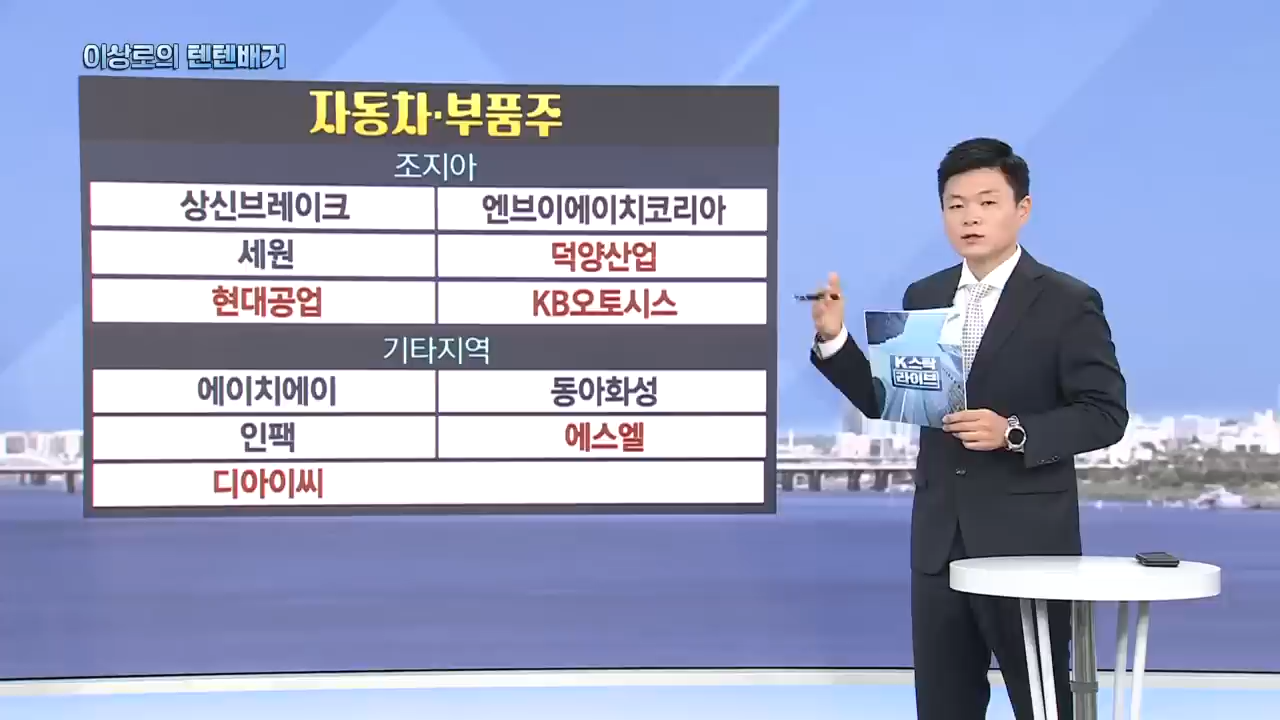 이상로의 텐텐배거
자동차·부품주
조지아
상신브레이크 엔브이에이치코리아
세원 덕양산업
현대공업 KB오토시스
기타지역
에이치에이 동아화성
인팩 에스엘
디아이씨
K스탁
라이브